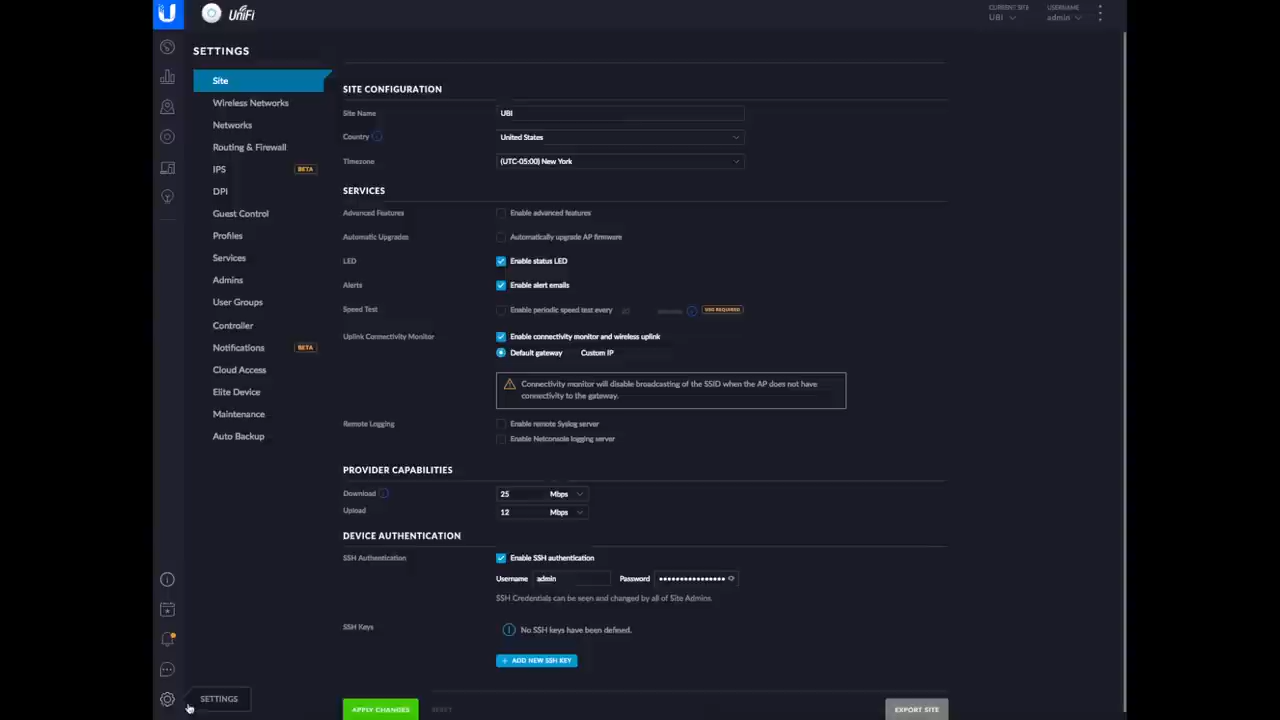 UniFi
CURRENT SITE
UBI
USERNAME
admin
SETTINGS
Site
Wireless Networks
Networks
Routing & Firewall
IPS BETA
DPI
Guest Control
Profiles
Services
Admins
User Groups
Controller
Notifications BETA
Cloud Access
Elite Device
Maintenance
Auto Backup
SETTINGS
SITE CONFIGURATION
Site Name UBI
Country United States
Timezone (UTC-05:00) New York
SERVICES
Advanced Features Enable advanced features
Automatic Upgrades Automatically upgrade AP firmware
LED Enable status LED
Alerts Enable alert emails
Speed Test Enable periodic speed test every 20
Uplink Connectivity Monitor Enable connectivity monitor and wireless uplink
Default gateway Custom IP
Connectivity monitor will disable broadcasting of the SSID when the AP does not have
connectivity to the gateway.
Remote Logging Enable remote Syslog server
Enable Netconsole logging server
PROVIDER CAPABILITIES
Download 25 Mbps
Upload 12 Mbps
DEVICE AUTHENTICATION
SSH Authentication Enable SSH authentication
Username admin Password ••••••••••••••••
SSH Credentials can be seen and changed by all of Site Admins.
SSH Keys No SSH keys have been defined.
+ ADD NEW SSH KEY
APPLY CHANGES RESET EXPORT SITE